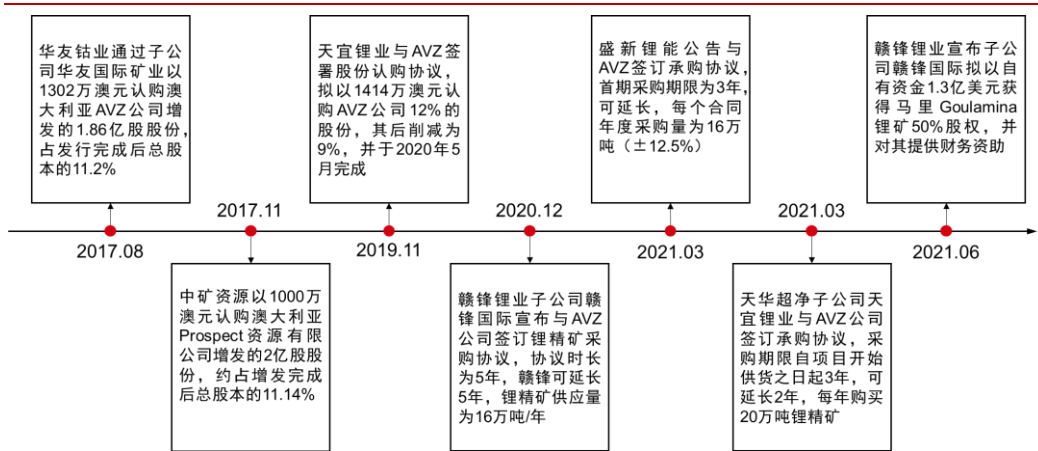 华友钴业通过子公
司华友国际矿业以
1302万澳元认购澳
大利亚AVZ公司增
发的1.86亿股股份，
占发行完成后总股
本的11.2%
天宜锂业与AVZ签
署股份认购协议，
拟以1414万澳元认
购AVZ公司12%的
股份，其后削减为
9%，并于2020年5
月完成
盛新锂能公告与
AVZ签订承购协议，
首期采购期限为3年，
可延长，每个合同
年度采购量为16万
吨（±12.5%）
赣锋锂业宣布子公
司赣锋国际拟以自
有资金1.3亿美元获
得马里Goulamina
锂矿50%股权，并
对其提供财务资助
2017.11
2020.12
2021.03
2017.08
2019.11
2021.03
2021.06
中矿资源以1000万
澳元认购澳大利亚
Prospect资源有限
公司增发的2亿股股
份，约占增发完成
后总股本的11.14%
赣锋锂业子公司赣
锋国际宣布与AVZ
公司签订锂精矿采
购协议，协议时长
为5年，赣锋可延长
5年，锂精矿供应量
为16万吨/年
天华超净子公司天
宜锂业与AVZ公司
签订承购协议，采
购期限自项目开始
供货之日起3年，可
延长2年，每年购买
20万吨锂精矿